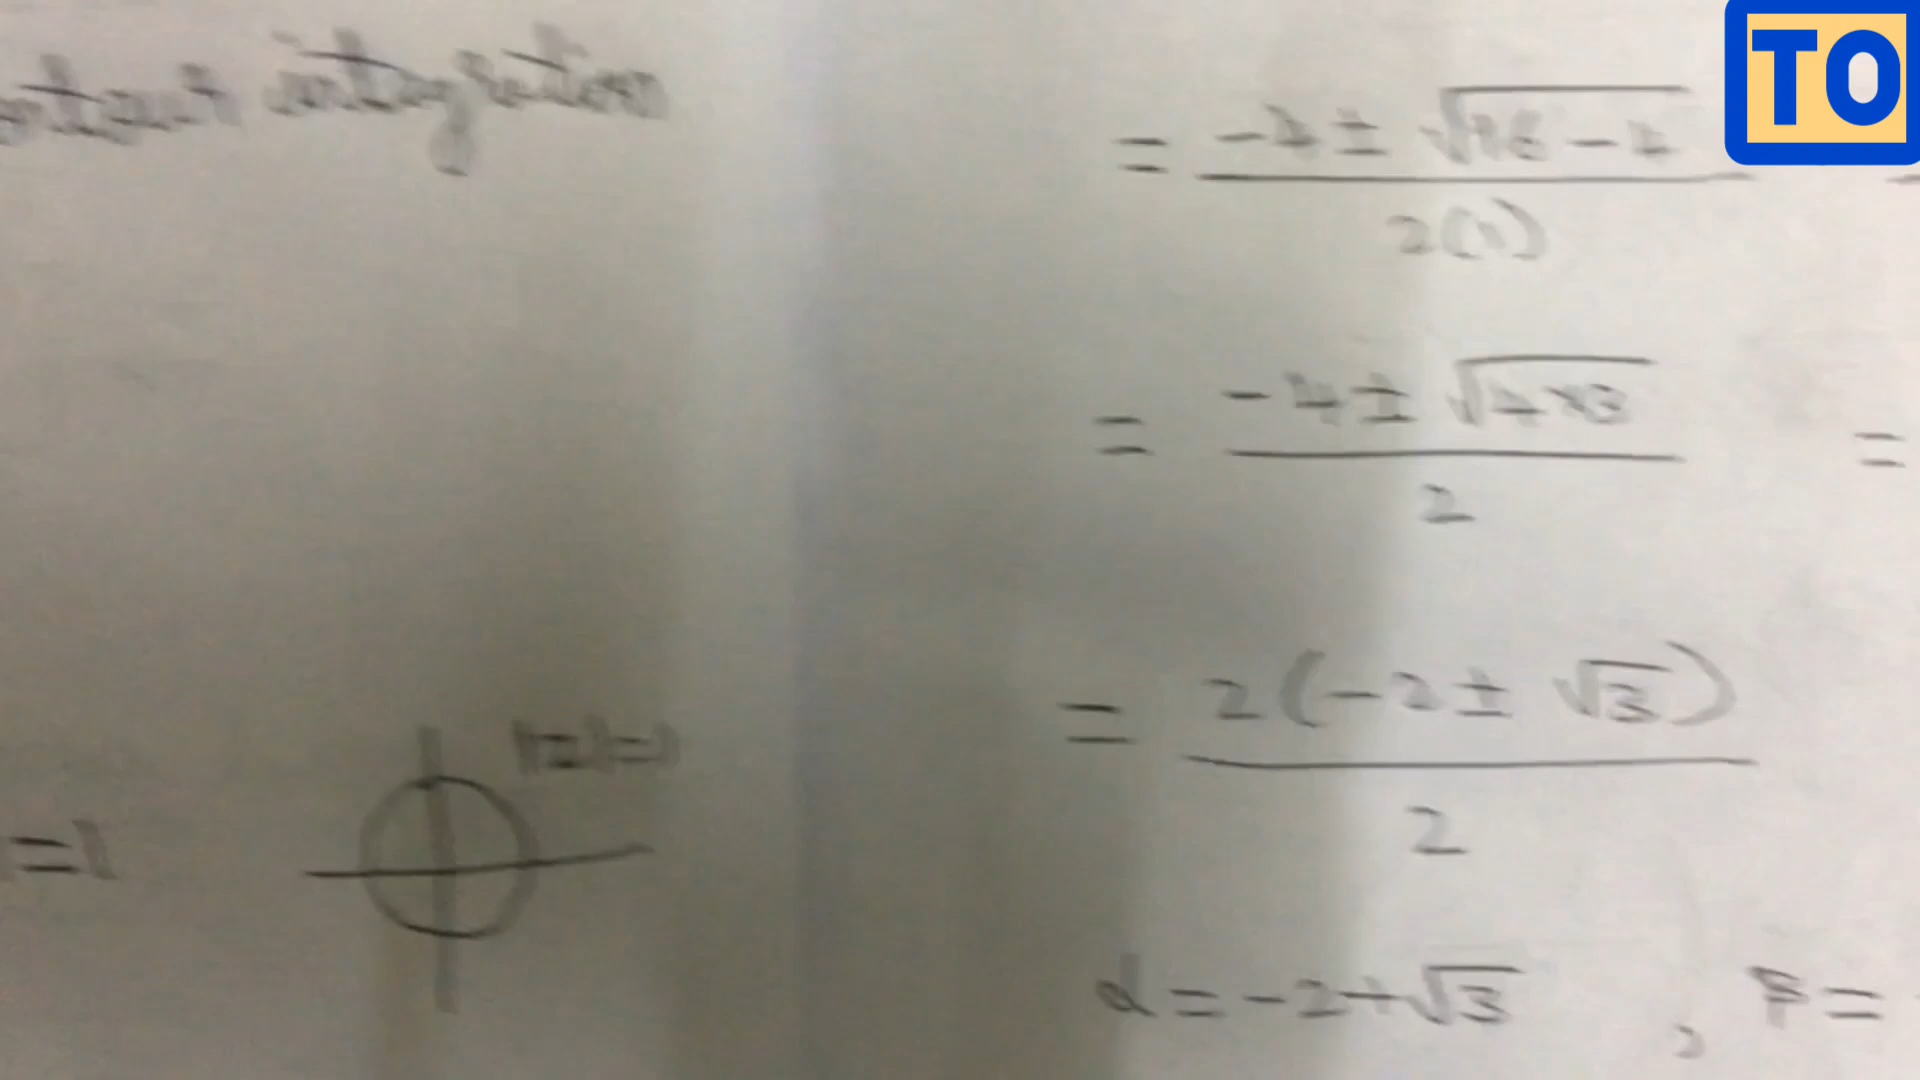 ontour integration
= -4 ± √16 - 4 / 2(1)
= -4 ± √4×3 / 2 =
= 2(-2 ± √3) / 2
|z|=1
=1
α = -2+√3 , β =
TO